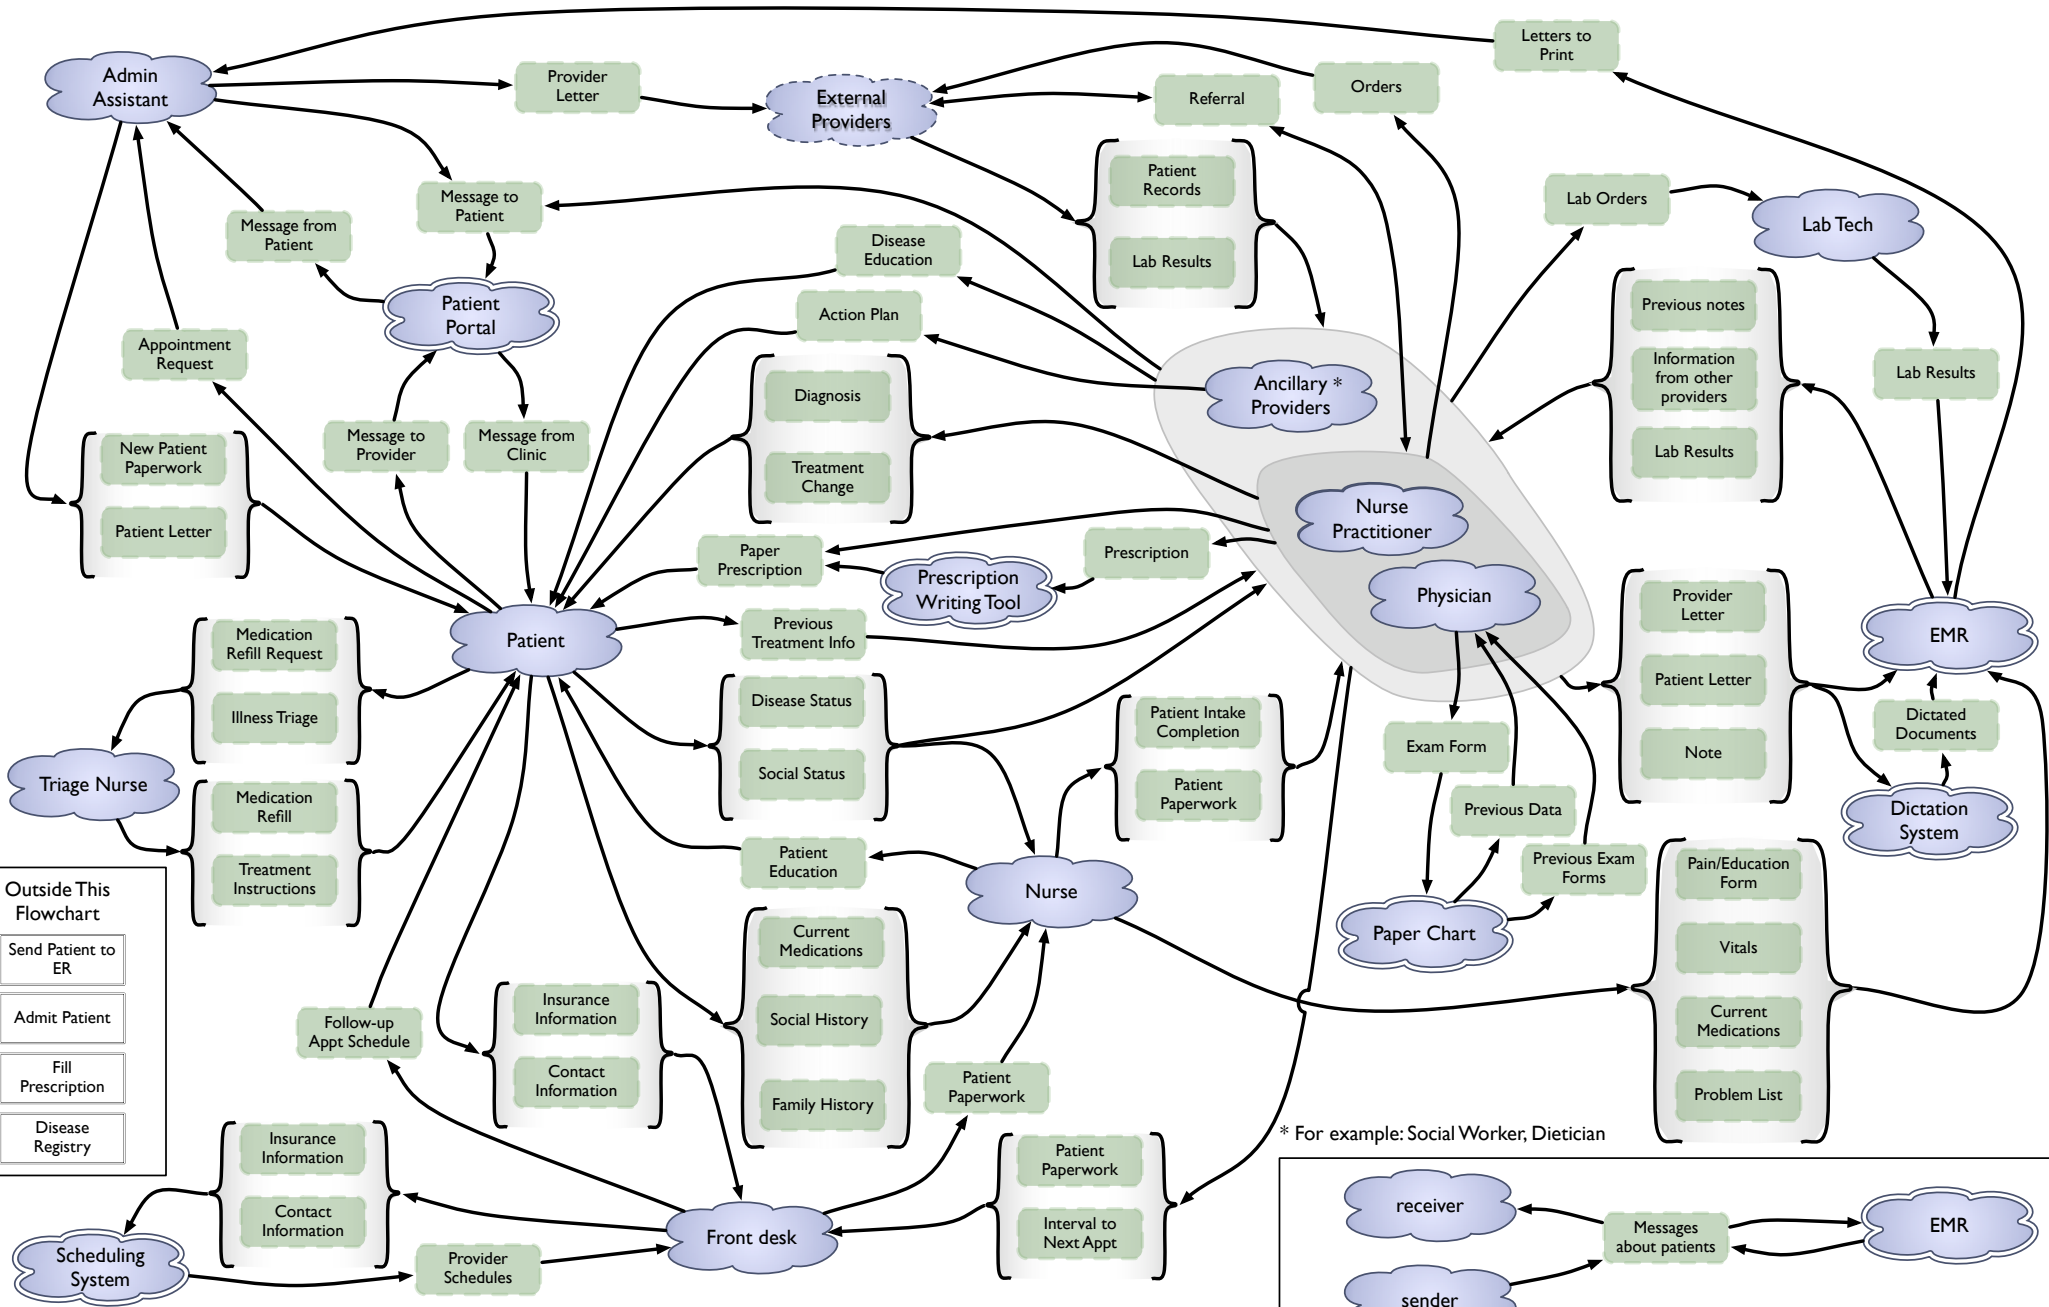 Letters to
Print
Admin
Assistant
Provider
Letter
External
Providers
Referral
Orders
Patient
Records
Lab Results
Message to
Patient
Message from
Patient
Lab Orders
Lab Tech
Disease
Education
Patient
Portal
Action Plan
Previous notes
Information
from other
providers
Lab Results
Lab Results
Appointment
Request
Diagnosis
Treatment
Change
Ancillary *
Providers
New Patient
Paperwork
Patient Letter
Message to
Provider
Message from
Clinic
Nurse
Practitioner
Paper
Prescription
Prescription
Writing Tool
Prescription
Physician
Provider
Letter
Patient Letter
Note
EMR
Patient
Previous
Treatment Info
Medication
Refill Request
Illness Triage
Disease Status
Social Status
Patient Intake
Completion
Patient
Paperwork
Exam Form
Dictated
Documents
Triage Nurse
Medication
Refill
Treatment
Instructions
Previous Data
Dictation
System
Patient
Education
Nurse
Previous Exam
Forms
Paper Chart
Pain/Education
Form
Vitals
Current
Medications
Problem List
Outside This
Flowchart
Send Patient to
ER
Admit Patient
Fill
Prescription
Disease
Registry
Current
Medications
Social History
Family History
Follow-up
Appt Schedule
Insurance
Information
Contact
Information
Patient
Paperwork
* For example: Social Worker, Dietician
Insurance
Information
Contact
Information
Patient
Paperwork
Interval to
Next Appt
Front desk
Scheduling
System
Provider
Schedules
receiver
Messages
about patients
EMR
sender